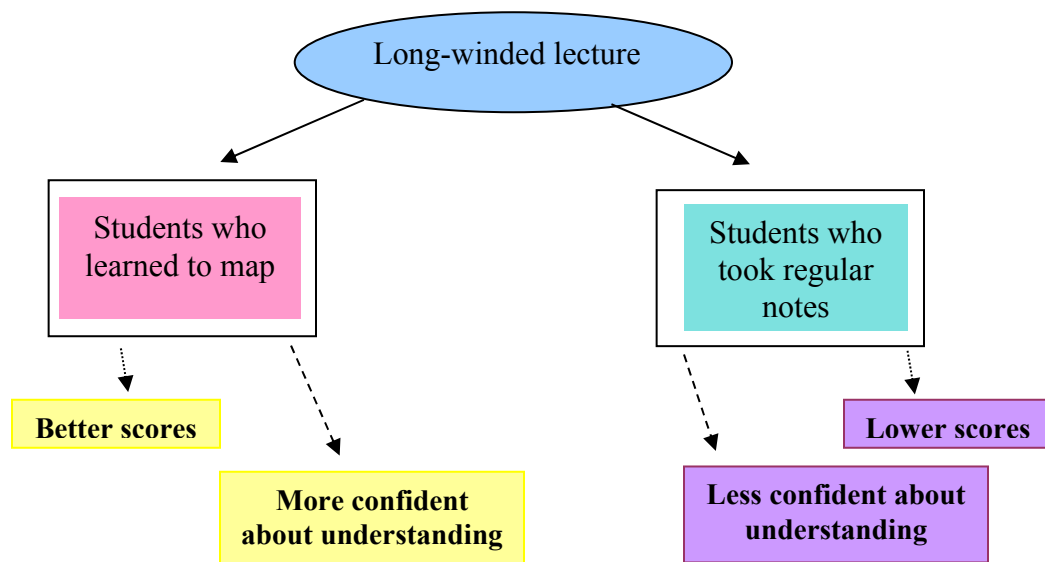 Long-winded lecture
Students who
learned to map
Students who
took regular
notes
Better scores
More confident
about understanding
Less confident about
understanding
Lower scores